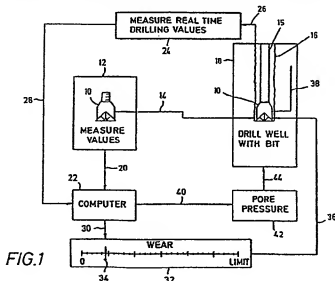 MEASURE REAL TIME
DRILLING VALUES
24
26
15
16
18
38
12
10
14
10
28
MEASURE
VALUES
DRILL WELL
WITH BIT
20
44
22
COMPUTER
40
PORE
PRESSURE
36
30
42
WEAR
0
LIMIT
34
32
FIG.1